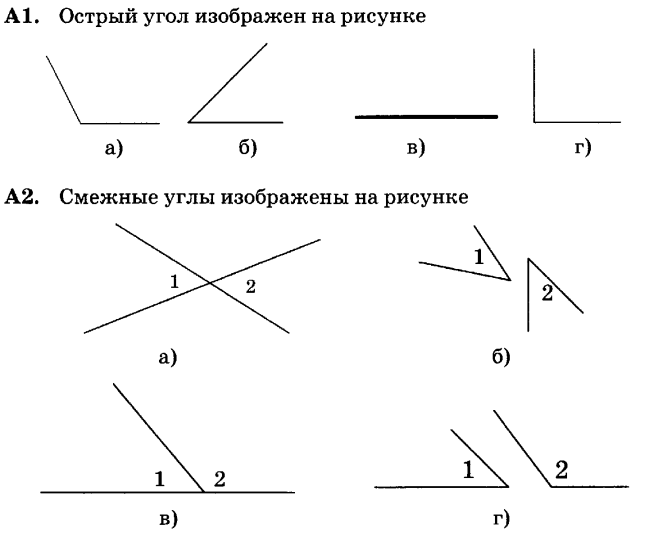 А1. Острый угол изображен на рисунке
а) б) в) г)
А2. Смежные углы изображены на рисунке
1 2 1 2
а) б)
1 2 1 2
в) г)